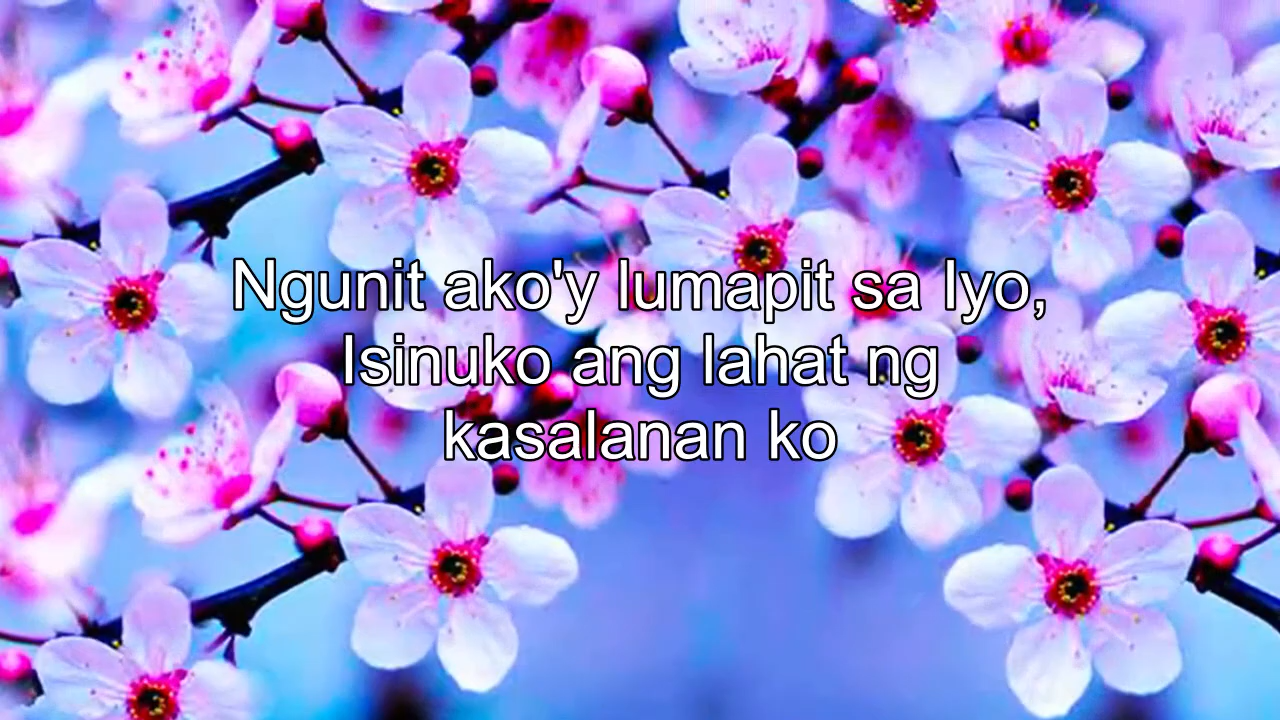 Ngunit ako'y lumapit sa Iyo,
Isinuko ang lahat ng
kasalanan ko